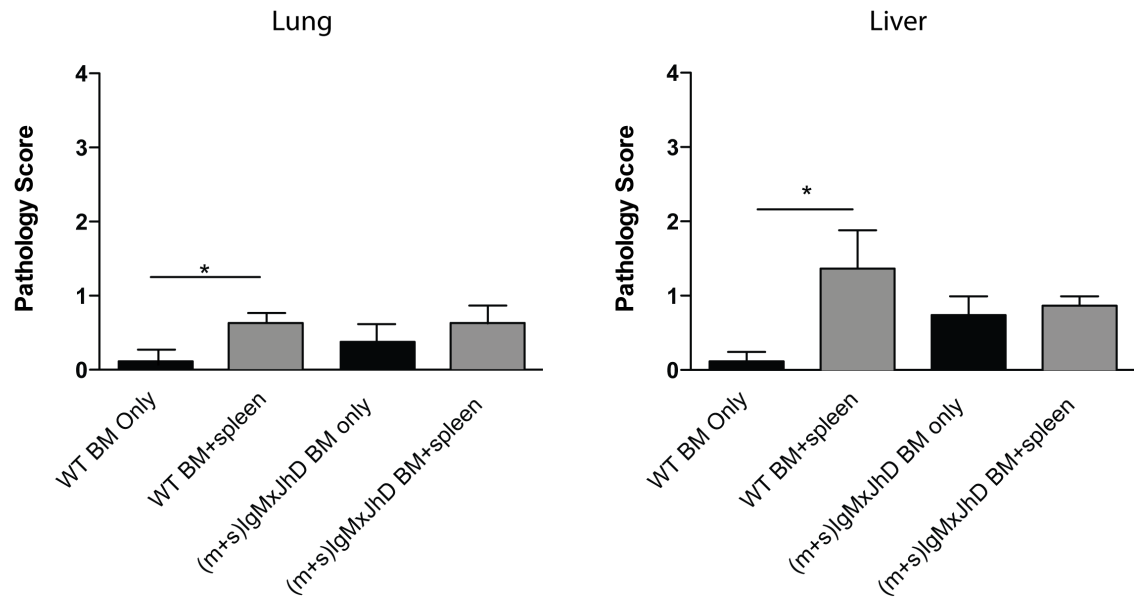 Lung
Pathology Score
4
3
2
1
0
*
WT BM Only
WT BM+spleen
(m+s)IgMxJhD BM only
(m+s)IgMxJhD BM+spleen
Liver
Pathology Score
4
3
2
1
0
*
WT BM Only
WT BM+spleen
(m+s)IgMxJhD BM only
(m+s)IgMxJhD BM+spleen